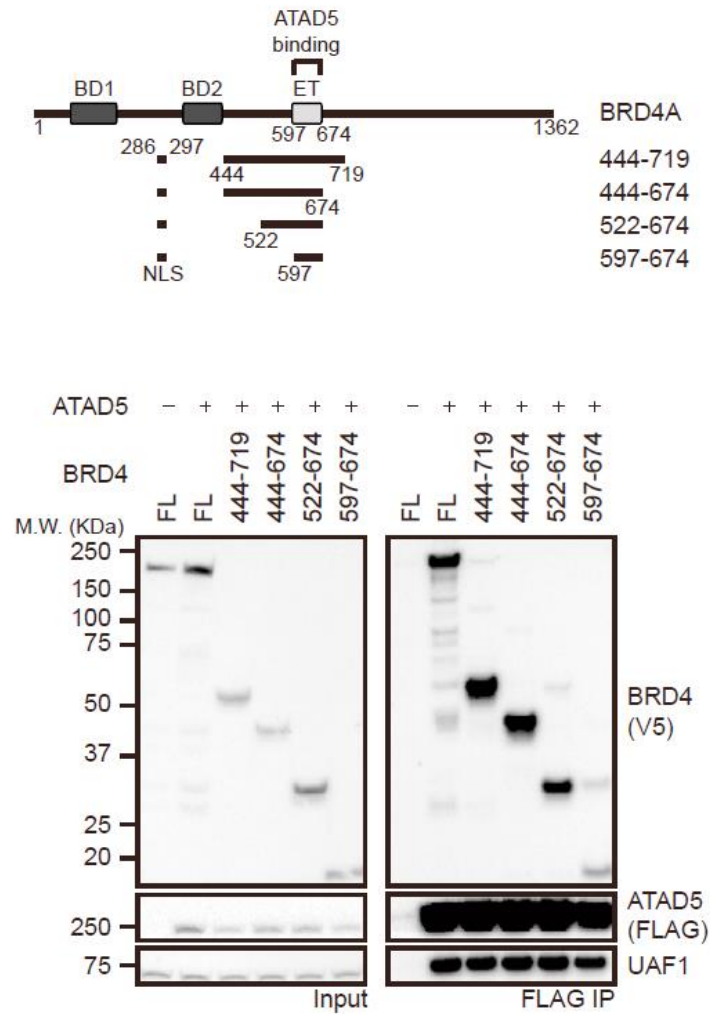 ATAD5
binding
BD1 BD2 ET
BRD4A
1 597 674 1362
286 297
444 719 444-719
674 444-674
522 522-674
NLS 597 597-674
ATAD5 − + + + + + − + + + + +
BRD4 FL FL 444-719 444-674 522-674 597-674 FL FL 444-719 444-674 522-674 597-674
M.W. (KDa)
250
150
100
75
50
37
25
20
BRD4
(V5)
250
ATAD5
(FLAG)
75 UAF1
Input FLAG IP